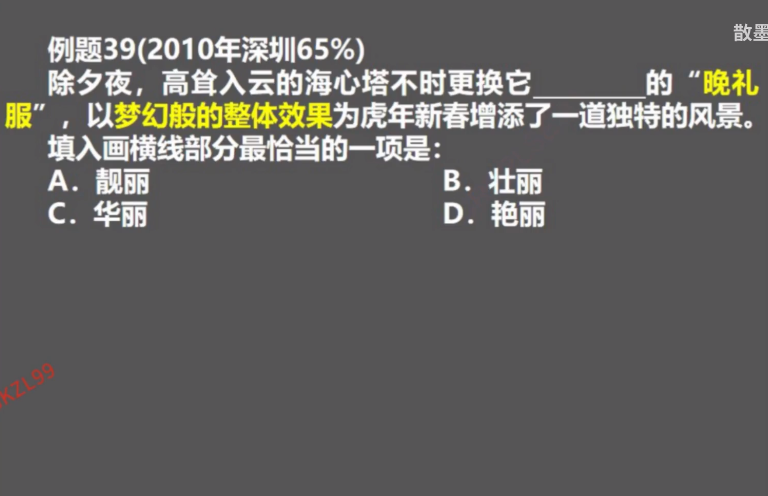 散墨
例题39(2010年深圳65%)
除夕夜，高耸入云的海心塔不时更换它________的“晚礼
服”，以梦幻般的整体效果为虎年新春增添了一道独特的风景。
填入画横线部分最恰当的一项是：
A．靓丽 B．壮丽
C．华丽 D．艳丽
KZL99